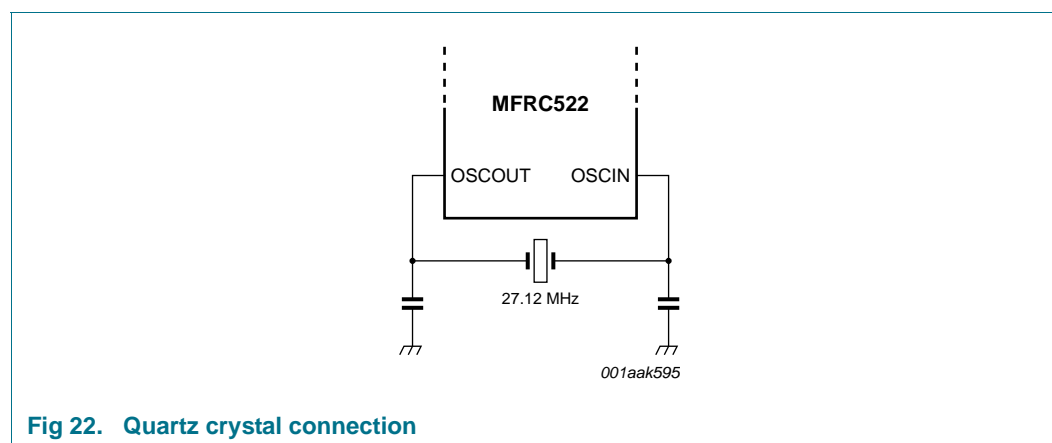 MFRC522
OSCOUT OSCIN
27.12 MHz
001aak595
Fig 22. Quartz crystal connection